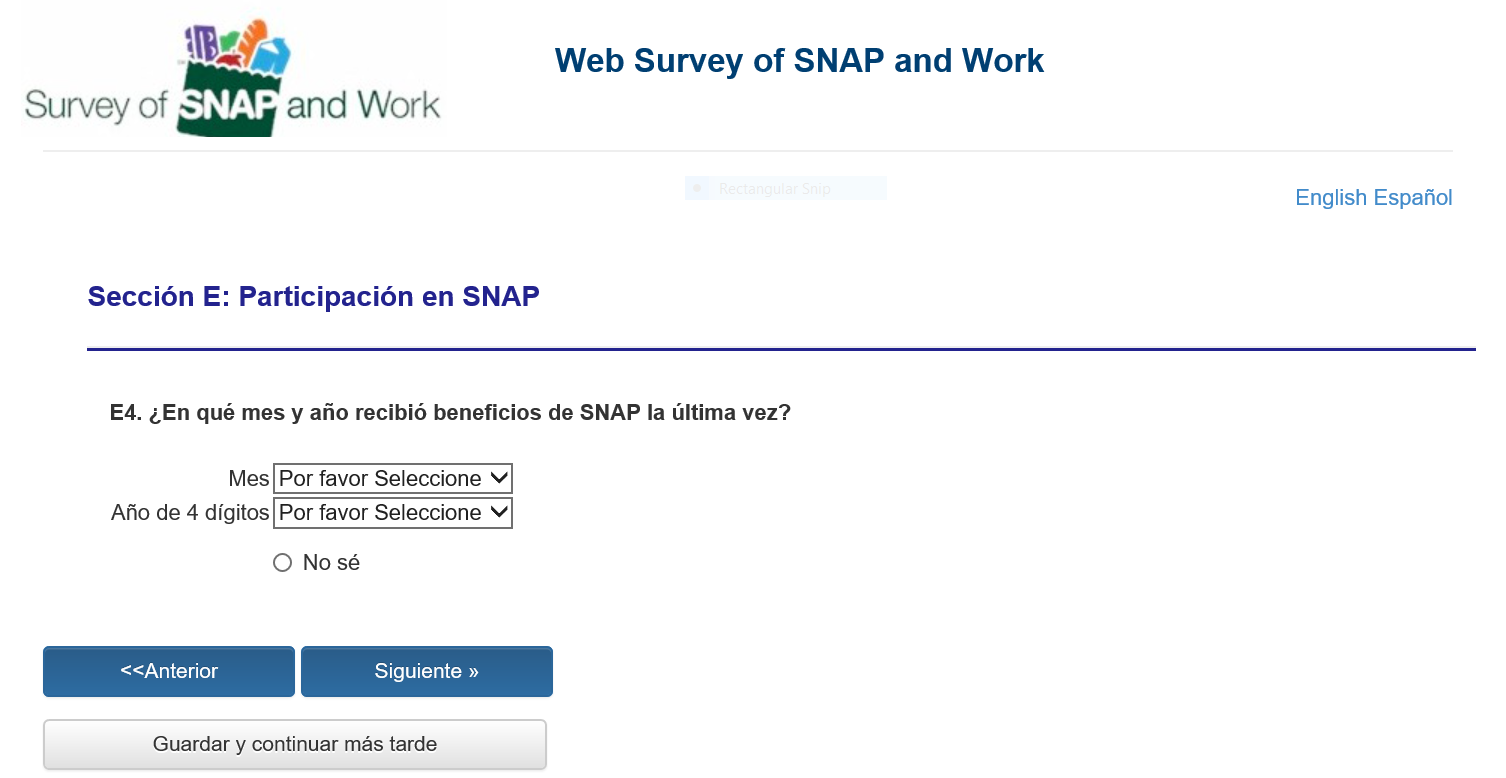 Survey of SNAP and Work
Web Survey of SNAP and Work
Rectangular Snip
English Español
Sección E: Participación en SNAP
E4. ¿En qué mes y año recibió beneficios de SNAP la última vez?
Mes Por favor Seleccione
Año de 4 dígitos Por favor Seleccione
No sé
<<Anterior Siguiente »
Guardar y continuar más tarde